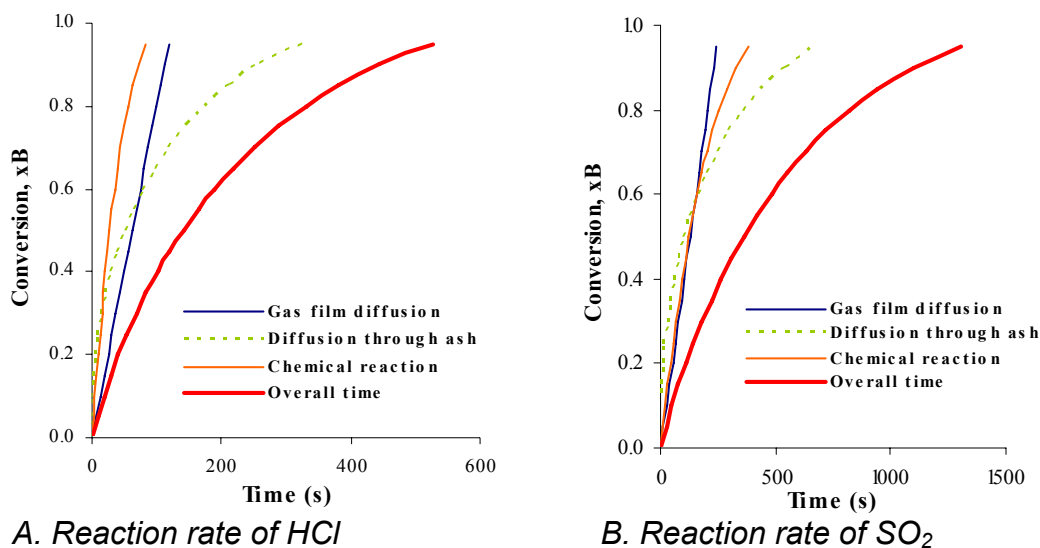 1.0
0.8
0.6
0.4
0.2
0.0
Conversion, xB
Gas film diffusion
Diffusion through ash
Chemical reaction
Overall time
0 200 400 600
Time (s)
A. Reaction rate of HCl
1.0
0.8
0.6
0.4
0.2
0.0
Conversion, xB
Gas film diffusion
Diffusion through ash
Chemical reaction
Overall time
0 500 1000 1500
Time (s)
B. Reaction rate of SO₂